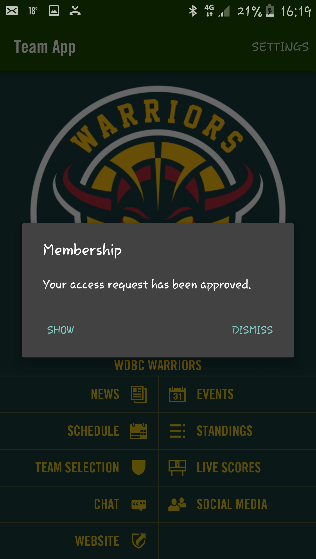 18° 4G 21% 16:19
Team App SETTINGS
WARRIORS
Membership
Your access request has been approved.
SHOW DISMISS
WDBC WARRIORS
NEWS 31 EVENTS
SCHEDULE STANDINGS
TEAM SELECTION LIVE SCORES
CHAT SOCIAL MEDIA
WEBSITE